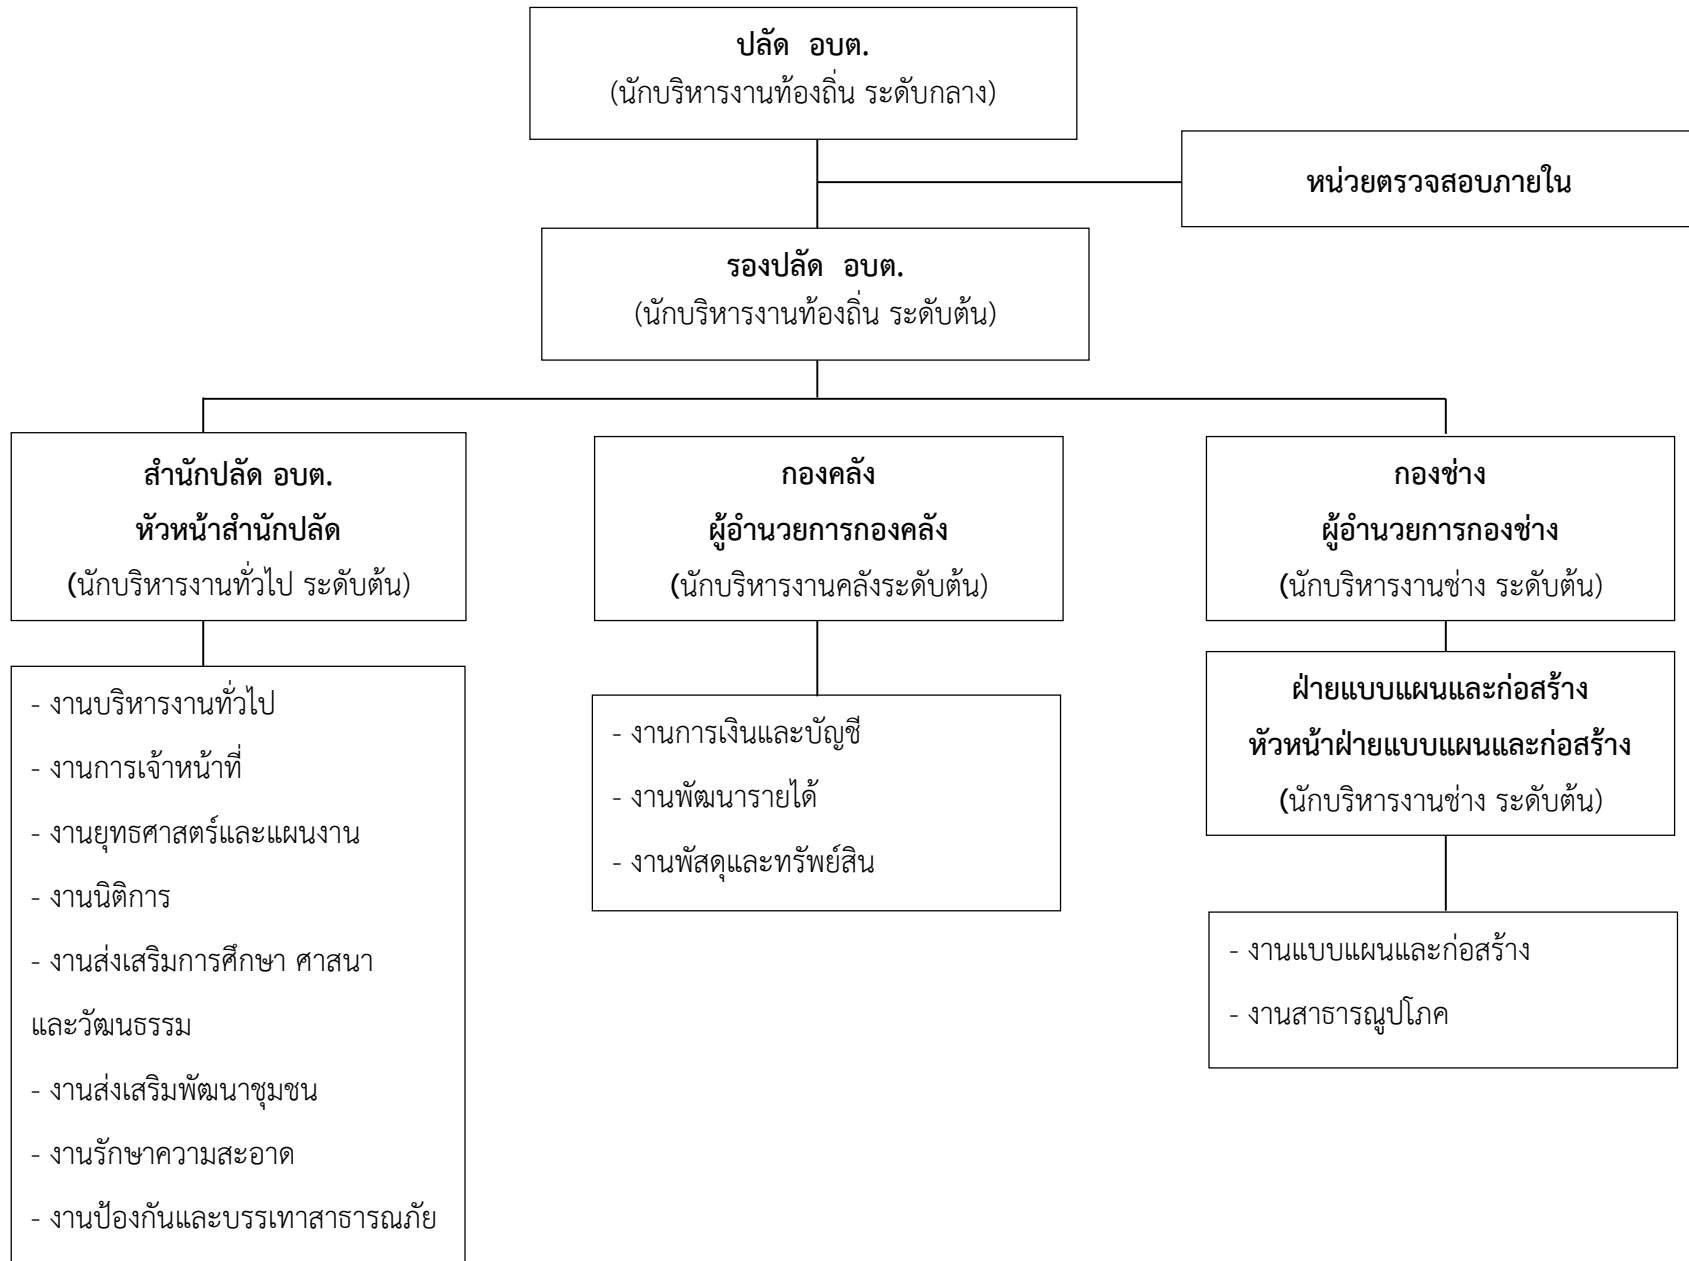 ปลัด อบต.
(นักบริหารงานท้องถิ่น ระดับกลาง)
หน่วยตรวจสอบภายใน
รองปลัด อบต.
(นักบริหารงานท้องถิ่น ระดับต้น)
สำนักปลัด อบต.
หัวหน้าสำนักปลัด
(นักบริหารงานทั่วไป ระดับต้น)
กองคลัง
ผู้อำนวยการกองคลัง
(นักบริหารงานคลังระดับต้น)
กองช่าง
ผู้อำนวยการกองช่าง
(นักบริหารงานช่าง ระดับต้น)
- งานบริหารงานทั่วไป
- งานการเจ้าหน้าที่
- งานยุทธศาสตร์และแผนงาน
- งานนิติการ
- งานส่งเสริมการศึกษา ศาสนา
และวัฒนธรรม
- งานส่งเสริมพัฒนาชุมชน
- งานรักษาความสะอาด
- งานป้องกันและบรรเทาสาธารณภัย
- งานการเงินและบัญชี
- งานพัฒนารายได้
- งานพัสดุและทรัพย์สิน
ฝ่ายแบบแผนและก่อสร้าง
หัวหน้าฝ่ายแบบแผนและก่อสร้าง
(นักบริหารงานช่าง ระดับต้น)
- งานแบบแผนและก่อสร้าง
- งานสาธารณูปโภค